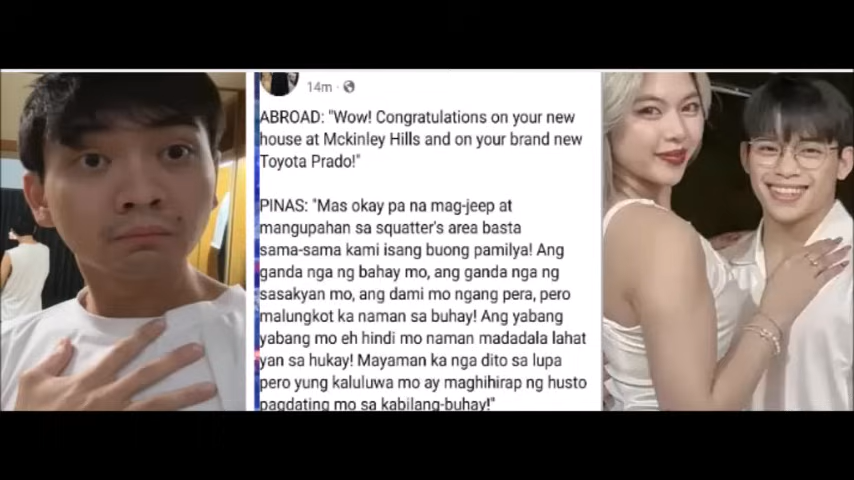 14m ·
ABROAD: "Wow! Congratulations on your new
house at Mckinley Hills and on your brand new
Toyota Prado!"
PINAS: "Mas okay pa na mag-jeep at
mangupahan sa squatter's area basta
sama-sama kami isang buong pamilya! Ang
ganda nga ng bahay mo, ang ganda nga ng
sasakyan mo, ang dami mo ngang pera, pero
malungkot ka naman sa buhay! Ang yabang
yabang mo eh hindi mo naman madadala lahat
yan sa hukay! Mayaman ka nga dito sa lupa
pero yung kaluluwa mo ay maghihirap ng husto
pagdating mo sa kabilang-buhay!"